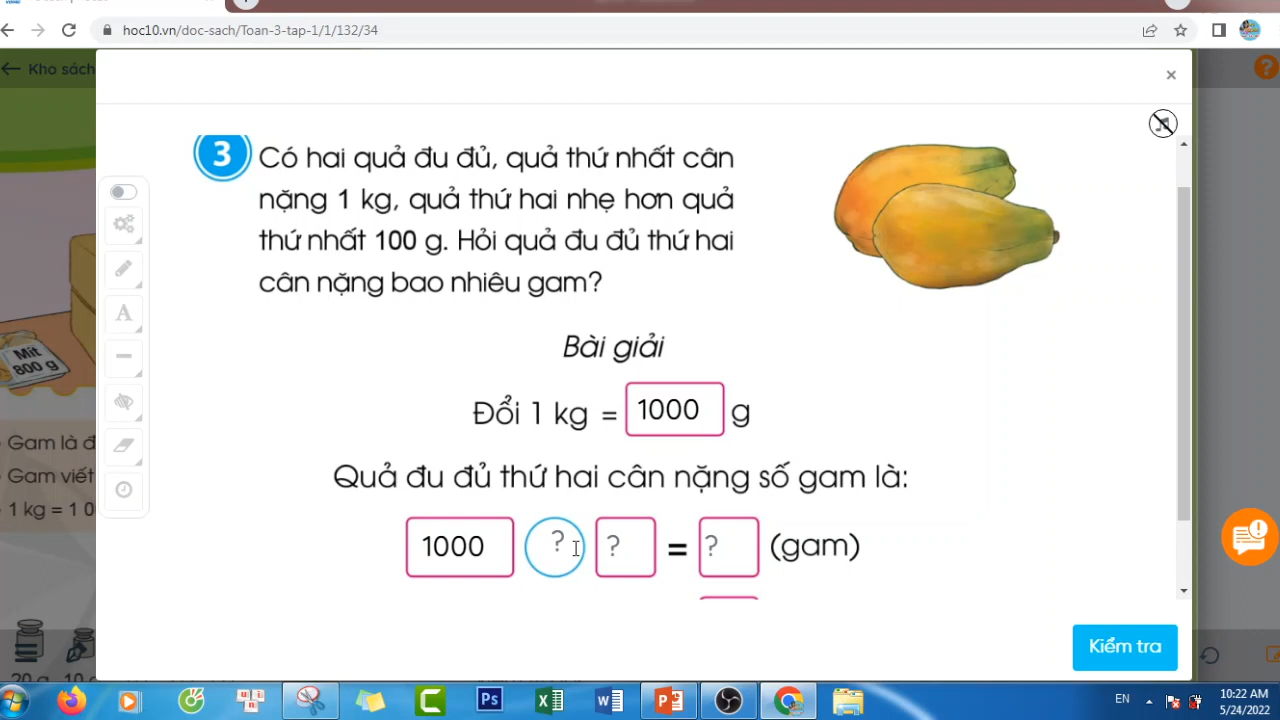 hoc10.vn/doc-sach/Toan-3-tap-1/1/132/34
Kho sách
×
3
Có hai quả đu đủ, quả thứ nhất cân
nặng 1 kg, quả thứ hai nhẹ hơn quả
thứ nhất 100 g. Hỏi quả đu đủ thứ hai
cân nặng bao nhiêu gam?
Bài giải
Đổi 1 kg = 1000 g
Quả đu đủ thứ hai cân nặng số gam là:
1000 ? ? = ? (gam)
Mít
800 g
Gam là đ
Gam viết
1 kg = 1 0
A
Kiểm tra
20 g
Ps
EN
10:22 AM
5/24/2022